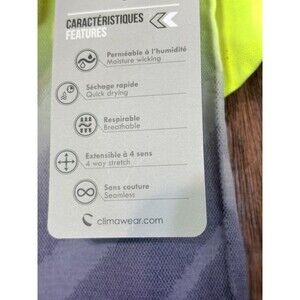 CARACTÉRISTIQUES
FEATURES
Perméable à l'humidité
Moisture wicking
Séchage rapide
Quick drying
Respirable
Breathable
Extensible à 4 sens
4 way stretch
Sans couture
Seamless
climawear.com